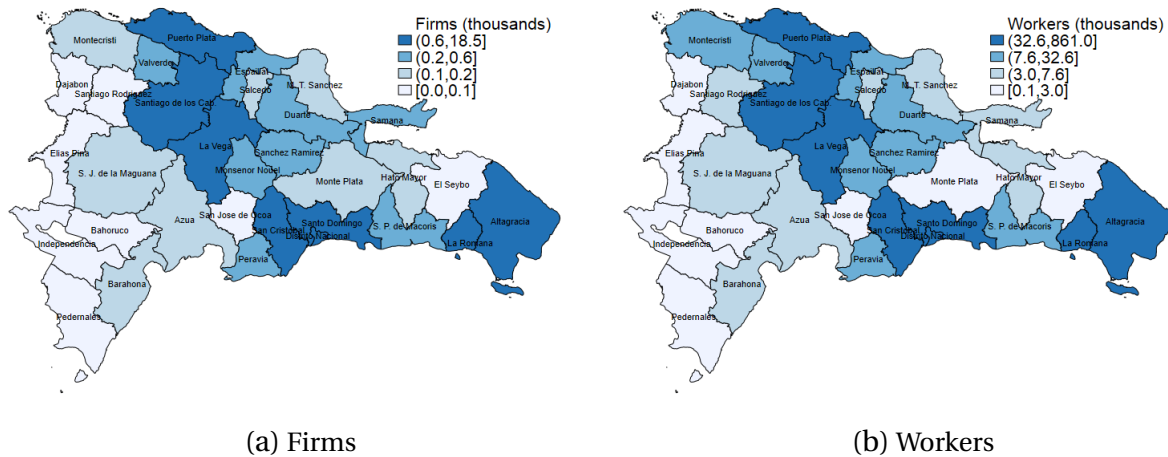 Firms (thousands)
(0.6,18.5]
(0.2,0.6]
(0.1,0.2]
[0.0,0.1]
Puerto Plata
Montecristi
Valverde
Espaillat
Dajabon
Santiago Rodriguez
Salcedo
M. T. Sanchez
Santiago de los Cab.
Duarte
Samana
Elias Pina
La Vega
Sanchez Ramirez
S. J. de la Maguana
Monsenor Nouel
Hato Mayor
Monte Plata
El Seybo
Azua
San Jose de Ocoa
Bahoruco
San Cristobal
Santo Domingo
Distrito Nacional
S. P. de Macoris
Altagracia
Independencia
La Romana
Peravia
Barahona
Pedernales
(a) Firms
Workers (thousands)
(32.6,861.0]
(7.6,32.6]
(3.0,7.6]
[0.1,3.0]
Puerto Plata
Montecristi
Valverde
Espaillat
Dajabon
Santiago Rodriguez
Salcedo
M. T. Sanchez
Santiago de los Cab.
Duarte
Samana
Elias Pina
La Vega
Sanchez Ramirez
S. J. de la Maguana
Monsenor Nouel
Hato Mayor
Monte Plata
El Seybo
Azua
San Jose de Ocoa
Bahoruco
San Cristobal
Santo Domingo
Distrito Nacional
S. P. de Macoris
Altagracia
Independencia
La Romana
Peravia
Barahona
Pedernales
(b) Workers